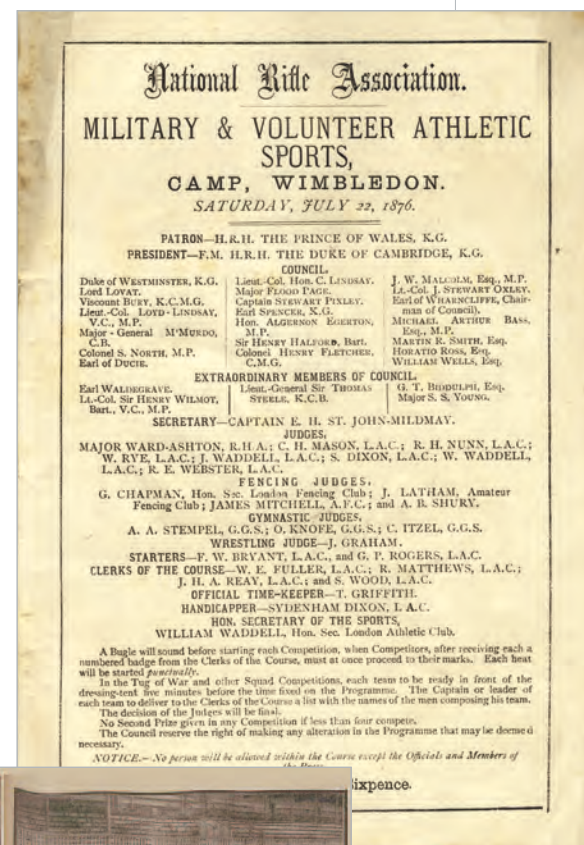 National Rifle Association.
MILITARY & VOLUNTEER ATHLETIC
SPORTS,
CAMP, WIMBLEDON.
SATURDAY, JULY 22, 1876.
PATRON—H.R.H. THE PRINCE OF WALES, K.G.
PRESIDENT—F.M. H.R.H. THE DUKE OF CAMBRIDGE, K.G.
COUNCIL.
Duke of WESTMINSTER, K.G.
Lord LOVAT.
Viscount BURY, K.C.M.G.
Lieut.-Col. LOYD-LINDSAY,
V.C., M.P.
Major-General M'MURDO,
C.B.
Colonel S. NORTH, M.P.
Earl of DUCIE.
Lieut.-Col. Hon. C. LINDSAY.
Major FLOOD PAGE.
Captain STEWART PIXLEY.
Earl SPENCER, K.G.
Hon. ALGERNON EGERTON,
M.P.
Sir HENRY HALFORD, Bart.
Colonel HENRY FLETCHER,
C.M.G.
J. W. MALCOLM, Esq., M.P.
Lt.-Col. J. STEWART OXLEY.
Earl of WHARNCLIFFE, Chair-
man of Council).
MICHAEL ARTHUR BASS,
Esq., M.P.
MARTIN R. SMITH, Esq.
HORATIO ROSS, Esq.
WILLIAM WELLS, Esq.
EXTRAORDINARY MEMBERS OF COUNCIL.
Earl WALDEGRAVE.
Lt.-Col. Sir HENRY WILMOT,
Bart., V.C., M.P.
Lieut.-General Sir THOMAS
STEELE, K.C.B.
G. T. BIDDULPH, Esq.
Major S. S. YOUNG.
SECRETARY—CAPTAIN E. H. ST. JOHN-MILDMAY.
JUDGES,
MAJOR WARD-ASHTON, R.H A.; C. H. MASON, L.A.C.; R. H. NUNN, L.A.C.;
W. RYE, L.A.C.; J. WADDELL, L.A.C.; S. DIXON, L.A.C.; W. WADDELL,
L.A.C.; R. E. WEBSTER, L.A.C.
FENCING JUDGES.
G. CHAPMAN, Hon. Sec. London Fencing Club; J. LATHAM, Amateur
Fencing Club; JAMES MITCHELL, A.F.C.; and A. B. SHURY.
GYMNASTIC JUDGES,
A. A. STEMPEL, G.G.S.; O. KNOFE, G.G.S.; C. ITZEL, G.G.S.
WRESTLING JUDGE—J. GRAHAM.
STARTERS—F. W. BRYANT, L.A.C., and G. P. ROGERS, L.A.C.
CLERKS OF THE COURSE—W. E. FULLER, L.A.C.; R. MATTHEWS, L.A.C.;
J. H. A. REAY, L.A.C.; and S. WOOD, L.A.C.
OFFICIAL TIME-KEEPER—T. GRIFFITH.
HANDICAPPER—SYDENHAM DIXON, L A.C.
HON. SECRETARY OF THE SPORTS,
WILLIAM WADDELL, Hon. Sec. London Athletic Club.
A Bugle will sound before starting each Competition, when Competitors, after receiving each a
numbered badge from the Clerks of the Course, must at once proceed to their marks. Each heat
will be started punctually.
In the Tug of War and other Squad Competitions, each team to be ready in front of the
dressing-tent five minutes before the time fixed on the Programme. The Captain or leader of
each team to deliver to the Clerks of the Course a list with the names of the men composing his team.
The decision of the Judges will be final.
No Second Prize given in any Competition if less than four compete.
The Council reserve the right of making any alteration in the Programme that may be deemed
necessary.
NOTICE.—No person will be allowed within the Course except the Officials and Members of
Sixpence.